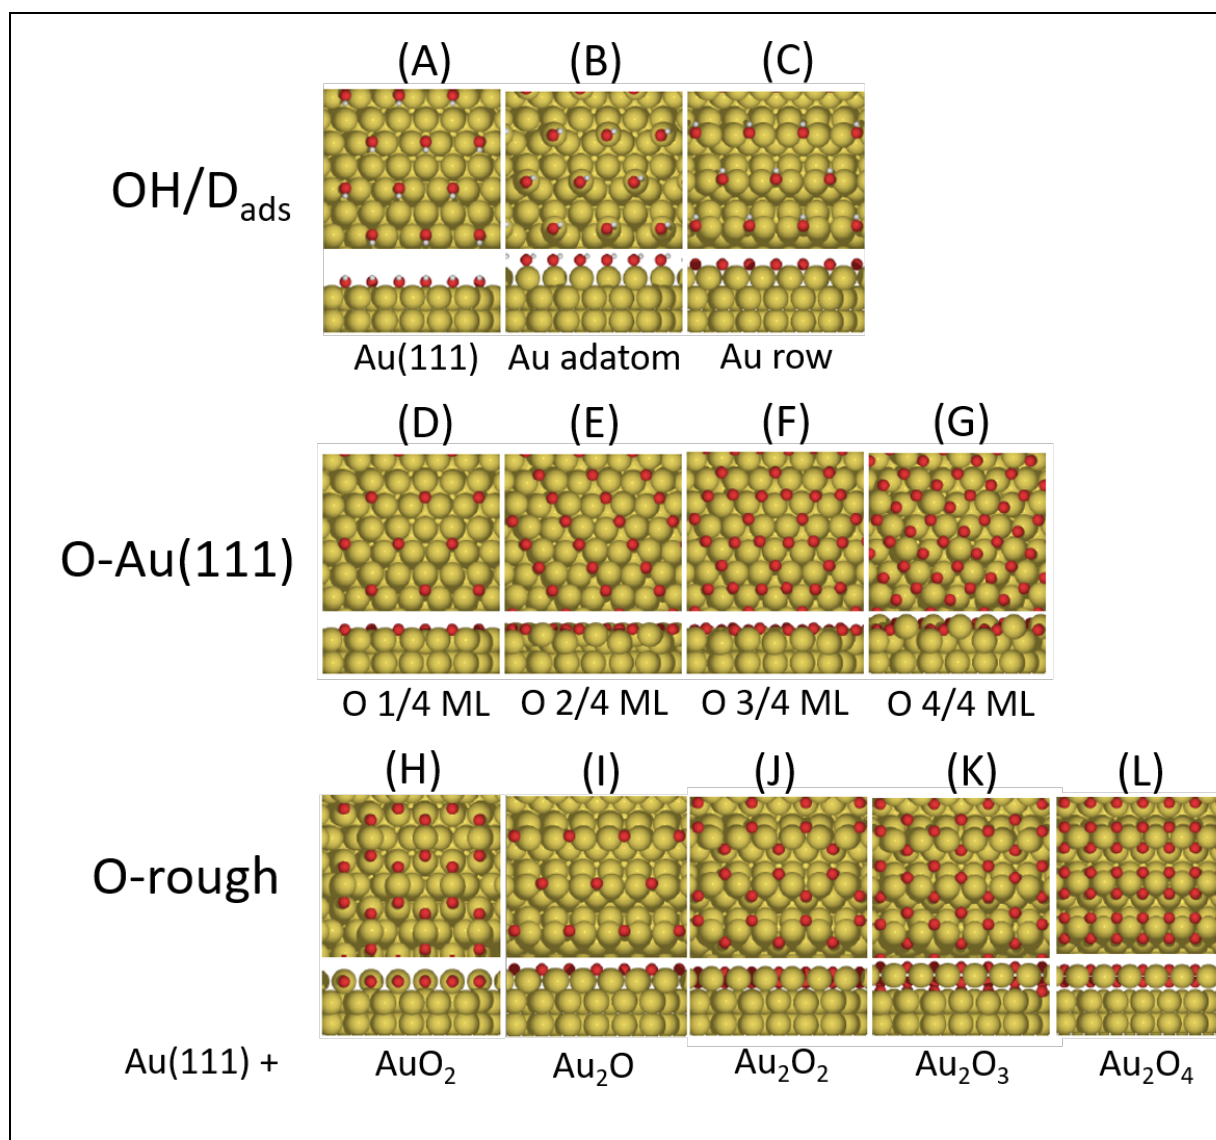 (A) (B) (C)
OH/D_ads
Au(111) Au adatom Au row
(D) (E) (F) (G)
O-Au(111)
O 1/4 ML O 2/4 ML O 3/4 ML O 4/4 ML
(H) (I) (J) (K) (L)
O-rough
Au(111) + AuO₂ Au₂O Au₂O₂ Au₂O₃ Au₂O₄